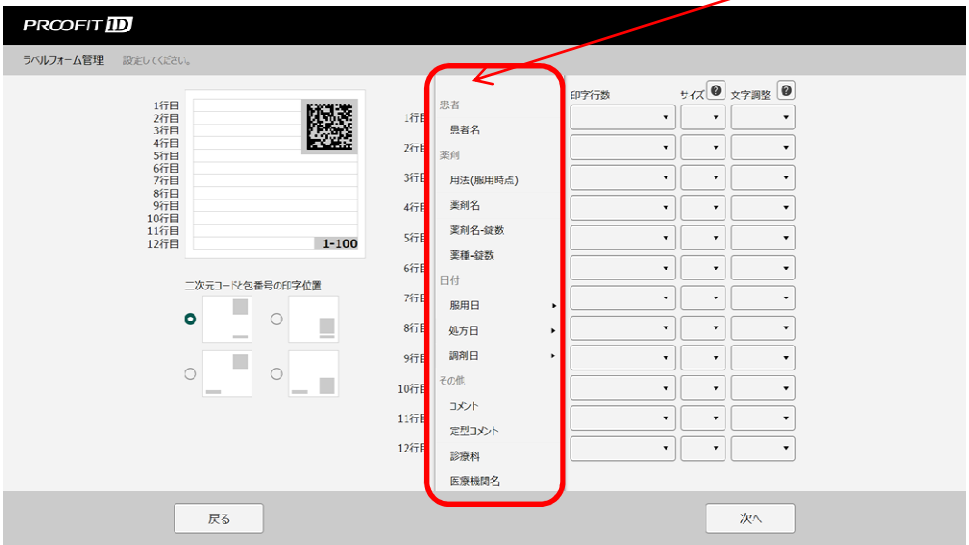 PROOFIT 1D
ラベルフォーム管理 設定してください。
1行目
2行目
3行目
4行目
5行目
6行目
7行目
8行目
9行目
10行目
11行目
12行目
1-100
二次元コードと包番号の印字位置
患者
患者名
薬剤
用法(服用時点)
薬剤名
薬剤名-錠数
薬種-錠数
日付
服用日
処方日
調剤日
その他
コメント
定型コメント
診療科
医療機関名
印字行数 サイズ ? 文字調整 ?
1行目
2行目
3行目
4行目
5行目
6行目
7行目
8行目
9行目
10行目
11行目
12行目
戻る
次へ